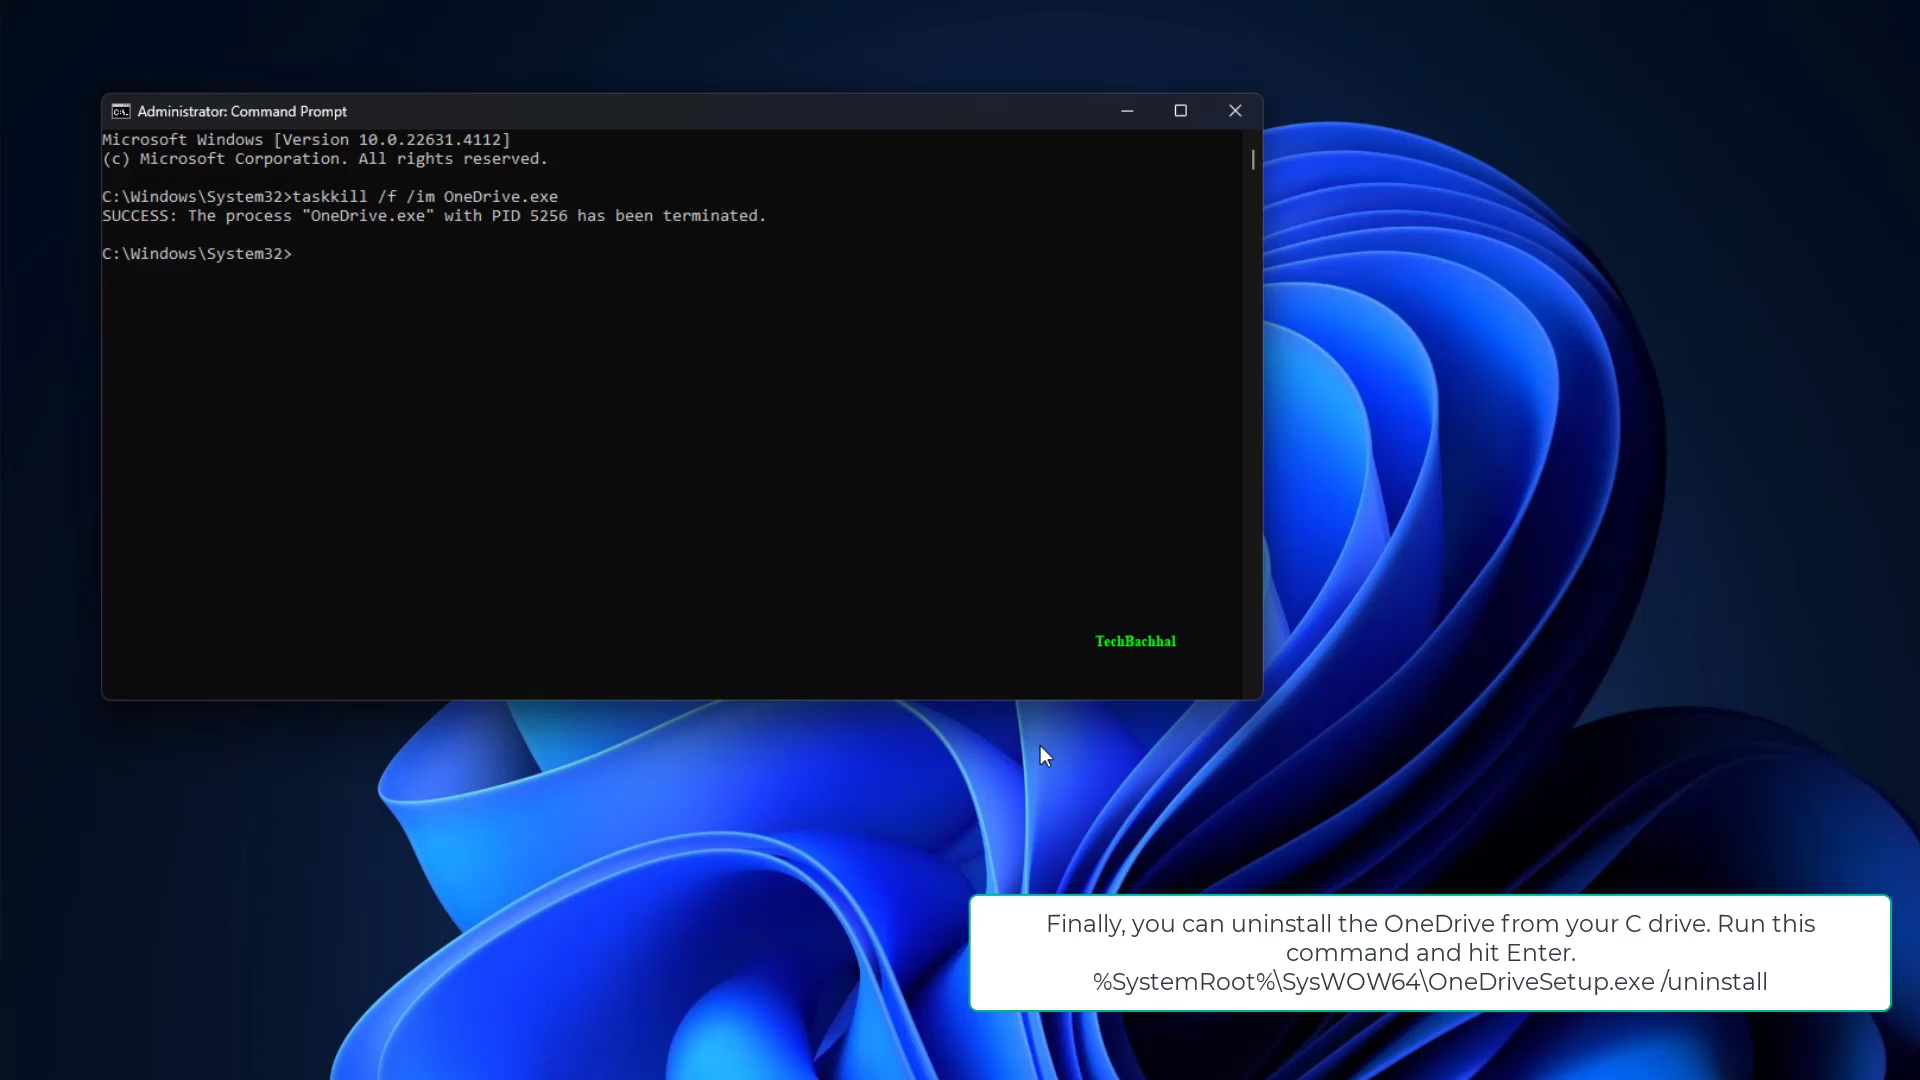 Administrator: Command Prompt
Microsoft Windows [Version 10.0.22631.4112]
(c) Microsoft Corporation. All rights reserved.
C:\Windows\System32>taskkill /f /im OneDrive.exe
SUCCESS: The process "OneDrive.exe" with PID 5256 has been terminated.
C:\Windows\System32>
TechBachhal
Finally, you can uninstall the OneDrive from your C drive. Run this
command and hit Enter.
%SystemRoot%\SysWOW64\OneDriveSetup.exe /uninstall